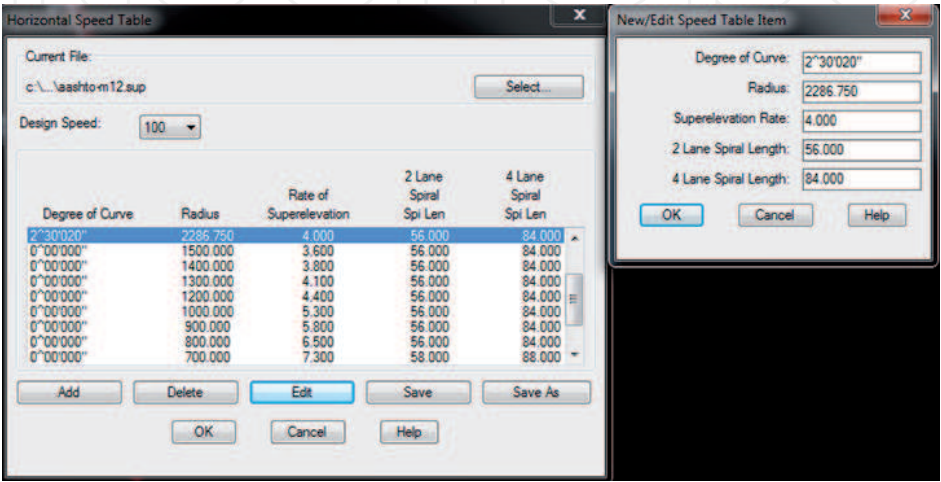 Horizontal Speed Table
Current File:
c:\...\aashto-m12.sup
Select...
Design Speed:
100
2 Lane 4 Lane
Rate of Spiral Spiral
Degree of Curve Radius Superelevation Spi Len Spi Len
2^30'020" 2286.750 4.000 56.000 84.000
0^00'000" 1500.000 3.600 56.000 84.000
0^00'000" 1400.000 3.800 56.000 84.000
0^00'000" 1300.000 4.100 56.000 84.000
0^00'000" 1200.000 4.400 56.000 84.000
0^00'000" 1000.000 5.300 56.000 84.000
0^00'000" 900.000 5.800 56.000 84.000
0^00'000" 800.000 6.500 56.000 84.000
0^00'000" 700.000 7.300 58.000 88.000
Add Delete Edit Save Save As
OK Cancel Help
New/Edit Speed Table Item
Degree of Curve: 2^30'020"
Radius: 2286.750
Superelevation Rate: 4.000
2 Lane Spiral Length: 56.000
4 Lane Spiral Length: 84.000
OK Cancel Help